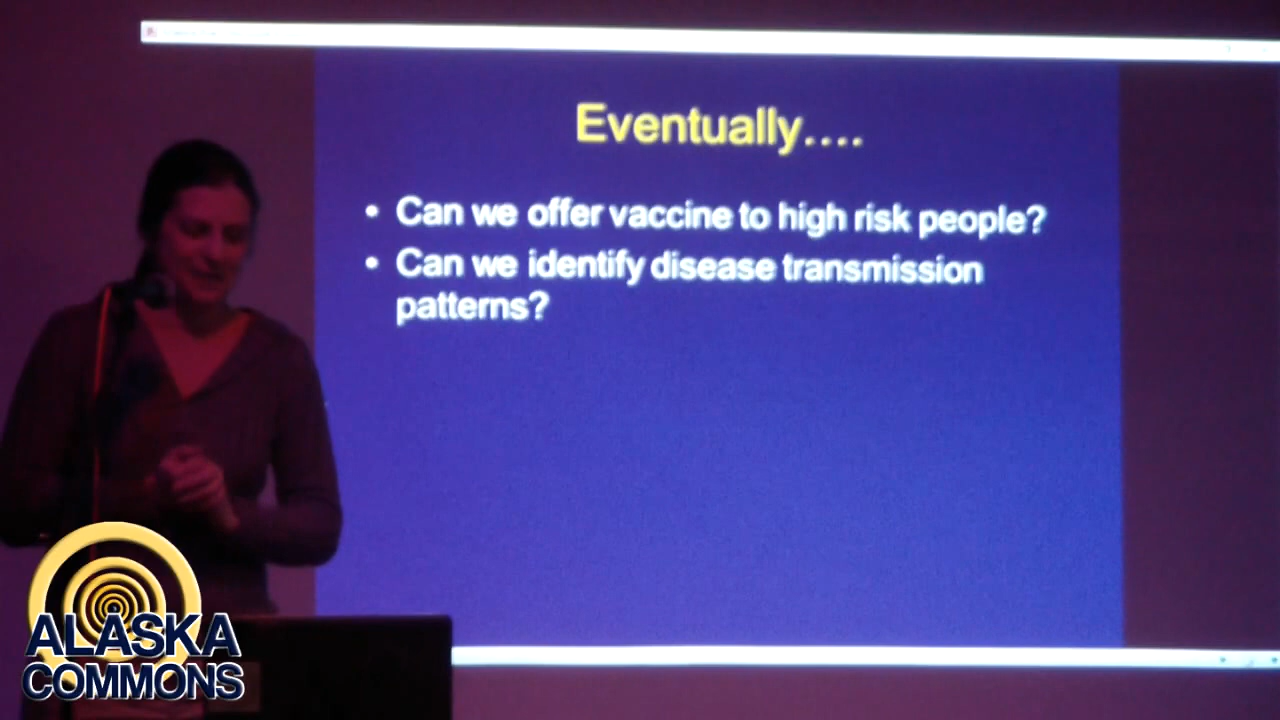 Eventually....
• Can we offer vaccine to high risk people?
• Can we identify disease transmission
patterns?
ALASKA
COMMONS